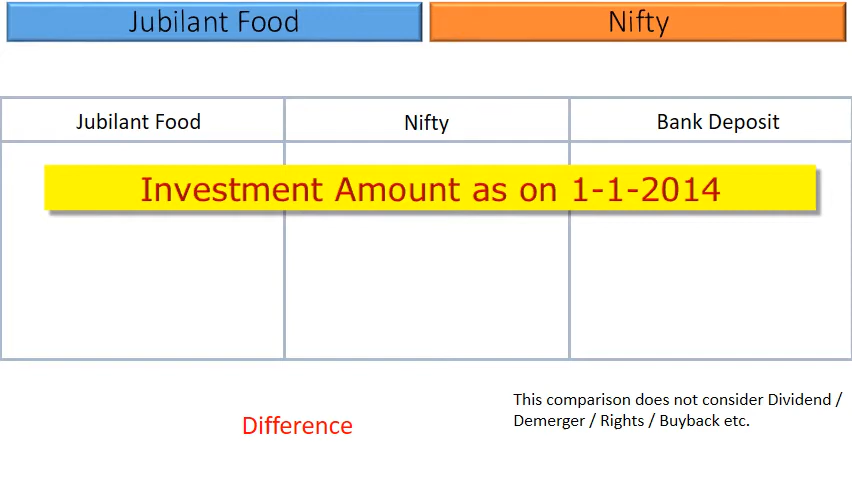 Jubilant Food
Nifty
Jubilant Food
Nifty
Bank Deposit
Investment Amount as on 1-1-2014
This comparison does not consider Dividend /
Demerger / Rights / Buyback etc.
Difference